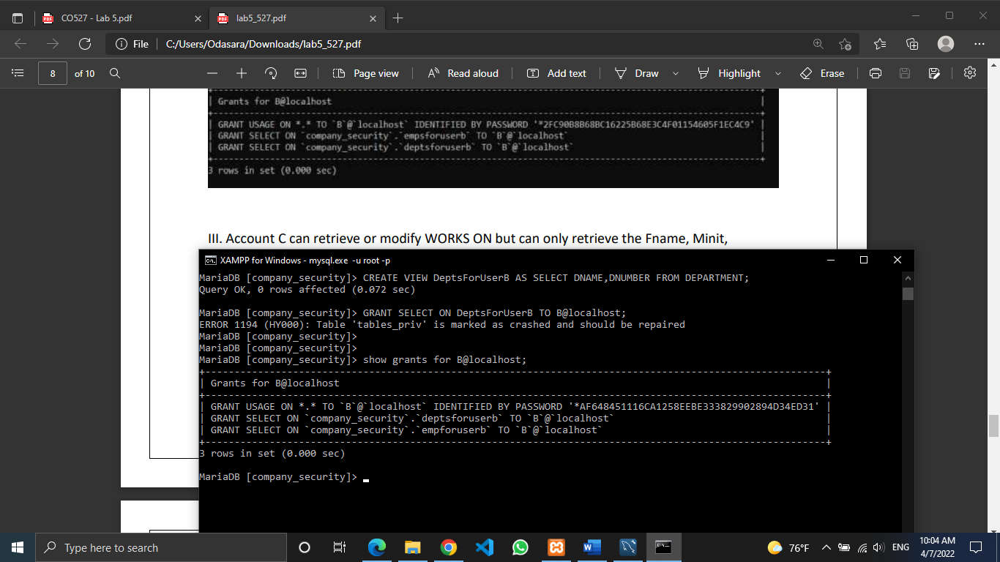 CO527 - Lab 5.pdf
lab5_527.pdf
File
C:/Users/Odasara/Downloads/lab5_527.pdf
8 of 10
Page view
Read aloud
Add text
Draw
Highlight
Erase
| Grants for B@localhost |
| GRANT USAGE ON *.* TO `B`@`localhost` IDENTIFIED BY PASSWORD '*2FC90B8B68BC16225B68E3C4F01154605F1EC4C9' |
| GRANT SELECT ON `company_security`.`empsforuserb` TO `B`@`localhost` |
| GRANT SELECT ON `company_security`.`deptsforuserb` TO `B`@`localhost` |
3 rows in set (0.000 sec)
III. Account C can retrieve or modify WORKS ON but can only retrieve the Fname, Minit,
XAMPP for Windows - mysql.exe -u root -p
MariaDB [company_security]> CREATE VIEW DeptsForUserB AS SELECT DNAME,DNUMBER FROM DEPARTMENT;
Query OK, 0 rows affected (0.072 sec)
MariaDB [company_security]> GRANT SELECT ON DeptsForUserB TO B@localhost;
ERROR 1194 (HY000): Table 'tables_priv' is marked as crashed and should be repaired
MariaDB [company_security]>
MariaDB [company_security]>
MariaDB [company_security]> show grants for B@localhost;
| Grants for B@localhost |
| GRANT USAGE ON *.* TO `B`@`localhost` IDENTIFIED BY PASSWORD '*AF648451116CA1258EEBE333829902894D34ED31' |
| GRANT SELECT ON `company_security`.`deptsforuserb` TO `B`@`localhost` |
| GRANT SELECT ON `company_security`.`empforuserb` TO `B`@`localhost` |
3 rows in set (0.000 sec)
MariaDB [company_security]>
Type here to search
76°F
ENG
10:04 AM
4/7/2022